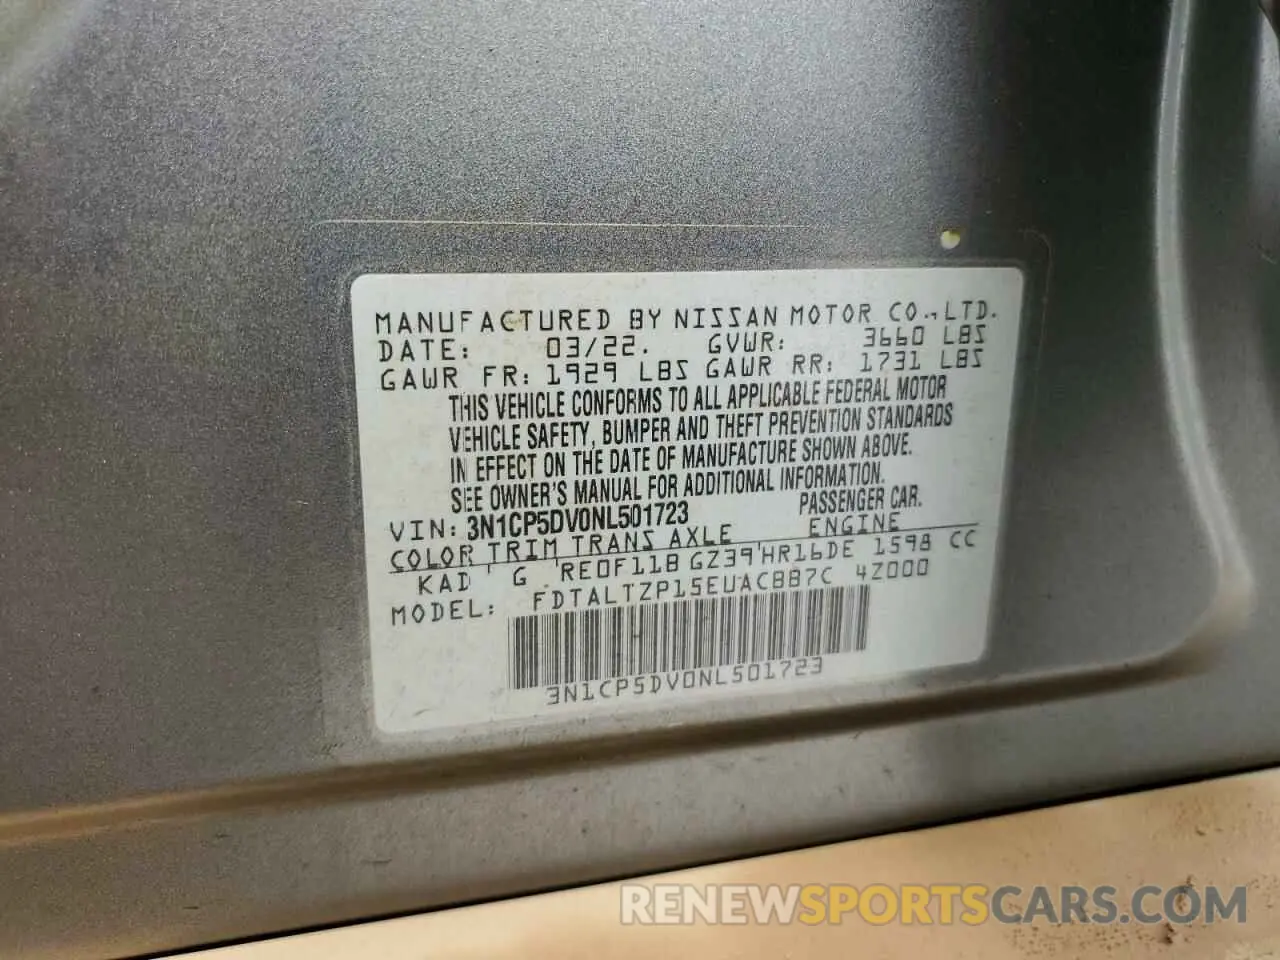 MANUFACTURED BY NISSAN MOTOR CO., LTD.
DATE: 03/22. GVWR: 3660 LBS
GAWR FR: 1929 LBS GAWR RR: 1731 LBS
THIS VEHICLE CONFORMS TO ALL APPLICABLE FEDERAL MOTOR
VEHICLE SAFETY, BUMPER AND THEFT PREVENTION STANDARDS
IN EFFECT ON THE DATE OF MANUFACTURE SHOWN ABOVE.
SEE OWNER'S MANUAL FOR ADDITIONAL INFORMATION.
VIN: 3N1CP5DV0NL501723 PASSENGER CAR.
COLOR TRIM TRANS AXLE ENGINE
KAD G RE0F11B GZ39 HR16DE 1598 CC
MODEL: FDTALTZP15EUACBB7C 4Z000
3N1CP5DV0NL501723
RENEWSPORTSCARS.COM